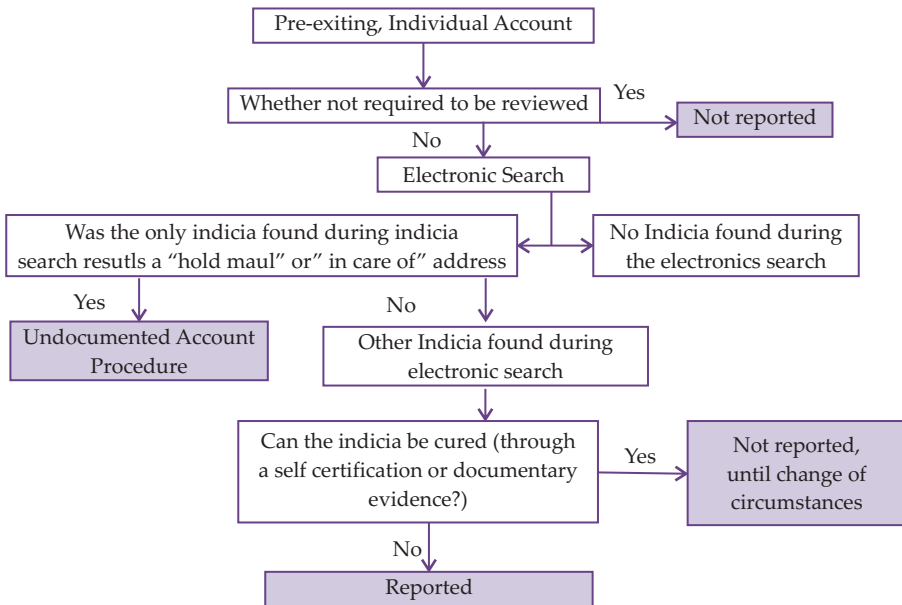 Pre-exiting, Individual Account
Whether not required to be reviewed
Yes
Not reported
No
Electronic Search
Was the only indicia found during indicia
search resutls a “hold maul” or” in care of” address
No Indicia found during
the electronics search
Yes
No
Undocumented Account
Procedure
Other Indicia found during
electronic search
Can the indicia be cured (through
a self certification or documentary
evidence?)
Yes
Not reported,
until change of
circumstances
No
Reported